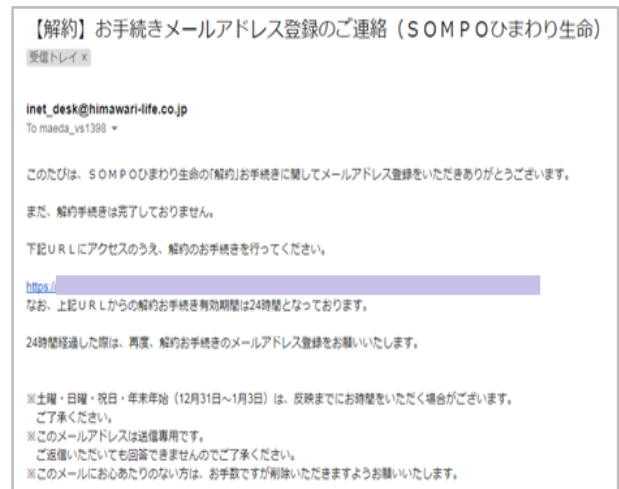 【解約】お手続きメールアドレス登録のご連絡（ＳＯＭＰＯひまわり生命）
受信トレイ ×
inet_desk@himawari-life.co.jp
To maeda_vs1398
このたびは、ＳＯＭＰＯひまわり生命の「解約」お手続きに関してメールアドレス登録をいただきありがとうございます。
まだ、解約手続きは完了しておりません。
下記ＵＲＬにアクセスのうえ、解約のお手続きを行ってください。
https://
なお、上記ＵＲＬからの解約お手続き有効期間は24時間となっております。
24時間経過した際は、再度、解約お手続きのメールアドレス登録をお願いいたします。
※土曜・日曜・祝日・年末年始（12月31日～1月3日）は、反映までにお時間をいただく場合がございます。
ご了承ください。
※このメールアドレスは送信専用です。
ご返信いただいても回答できませんのでご了承ください。
※このメールにお心あたりのない方は、お手数ですが削除いただきますようお願いいたします。